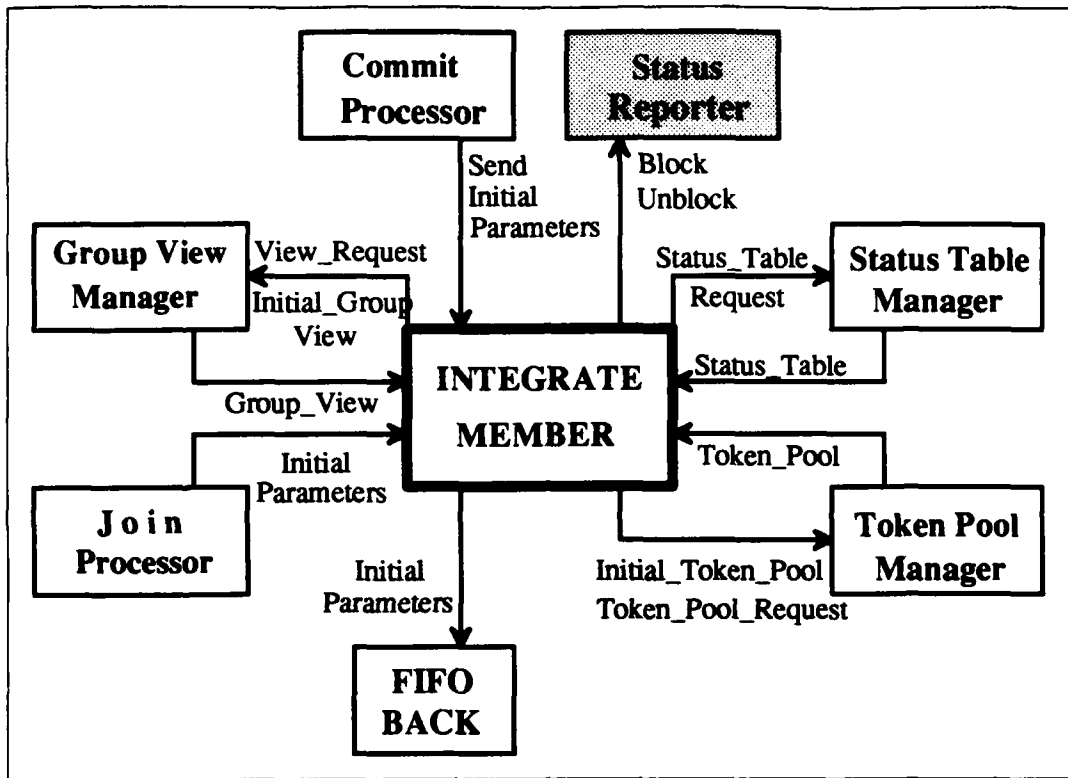 Commit
Processor
Status
Reporter
Send
Initial
Parameters
Block
Unblock
Group View
Manager
View_Request
Initial_Group
View
Status_Table
Request
Status Table
Manager
INTEGRATE
MEMBER
Group_View
Status_Table
Initial
Parameters
Token_Pool
Join
Processor
Initial
Parameters
Initial_Token_Pool
Token_Pool_Request
Token Pool
Manager
FIFO
BACK